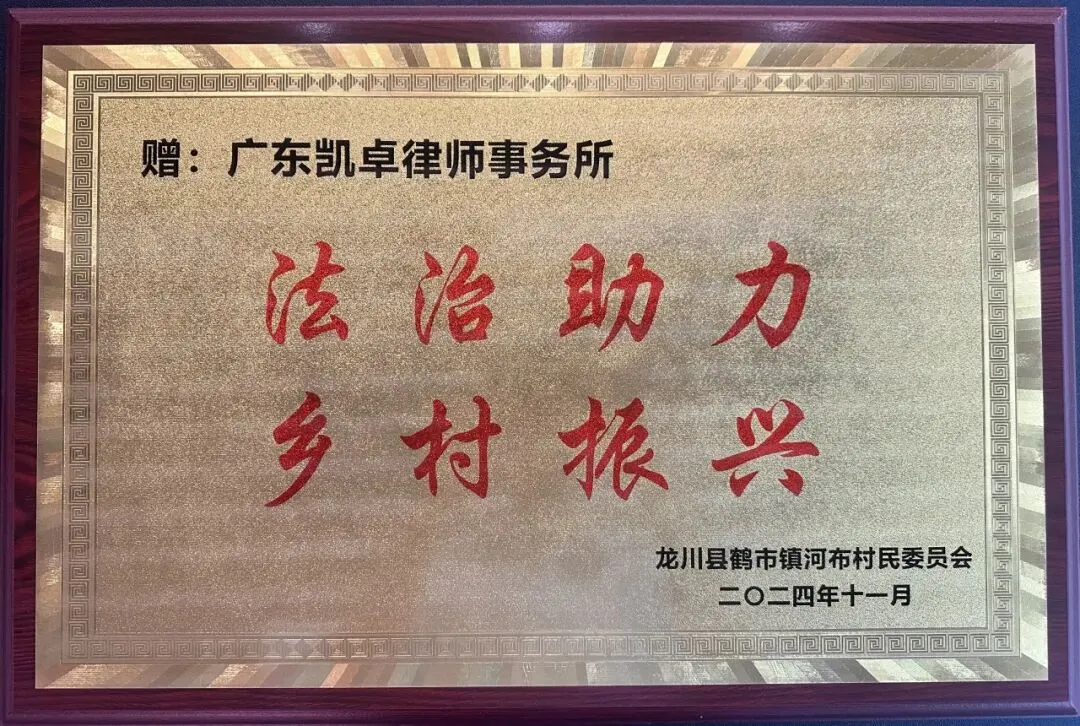 赠：广东凯卓律师事务所
法治助力
乡村振兴
龙川县鹤市镇河布村民委员会
二〇二四年十一月